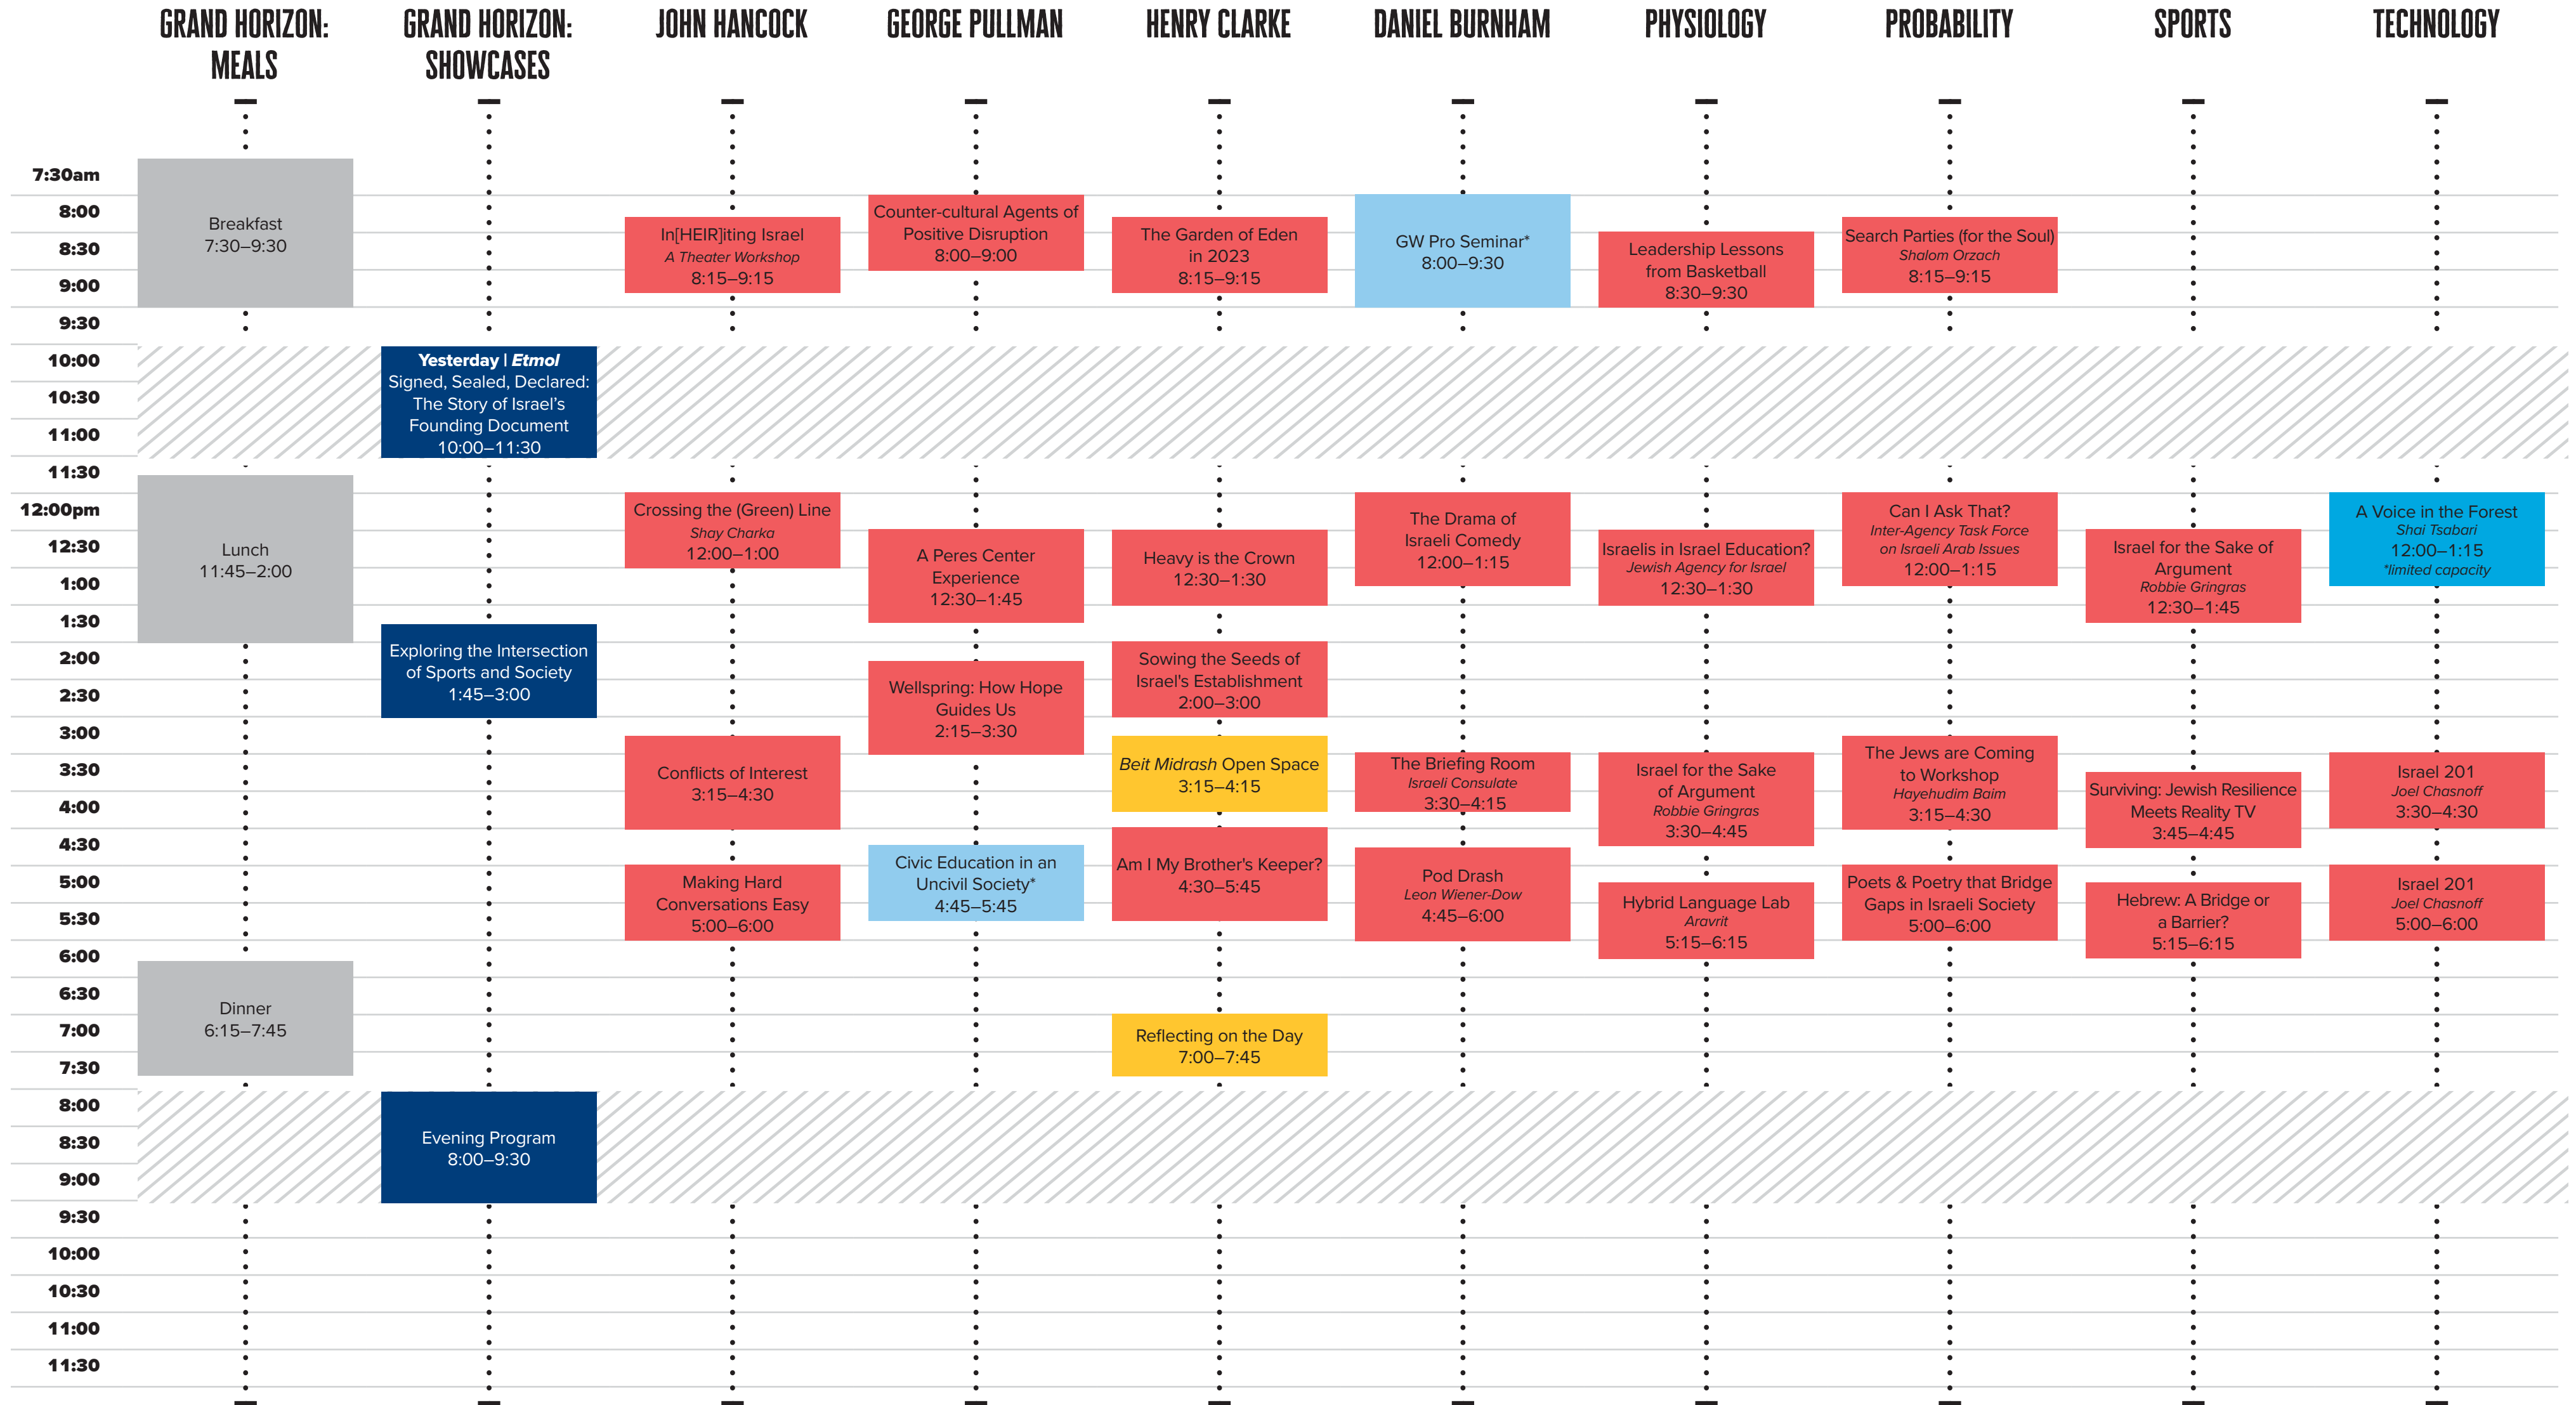 GRAND HORIZON:
MEALS
GRAND HORIZON:
SHOWCASES
JOHN HANCOCK
GEORGE PULLMAN
HENRY CLARKE
DANIEL BURNHAM
PHYSIOLOGY
PROBABILITY
SPORTS
TECHNOLOGY
7:30am
8:00
8:30
9:00
9:30
10:00
10:30
11:00
11:30
12:00pm
12:30
1:00
1:30
2:00
2:30
3:00
3:30
4:00
4:30
5:00
5:30
6:00
6:30
7:00
7:30
8:00
8:30
9:00
9:30
10:00
10:30
11:00
11:30
Breakfast
7:30–9:30
Lunch
11:45–2:00
Dinner
6:15–7:45
Yesterday | Etmol
Signed, Sealed, Declared:
The Story of Israel’s
Founding Document
10:00–11:30
Exploring the Intersection
of Sports and Society
1:45–3:00
Evening Program
8:00–9:30
In[HEIR]iting Israel
A Theater Workshop
8:15–9:15
Crossing the (Green) Line
Shay Charka
12:00–1:00
Conflicts of Interest
3:15–4:30
Making Hard
Conversations Easy
5:00–6:00
Counter-cultural Agents of
Positive Disruption
8:00–9:00
A Peres Center
Experience
12:30–1:45
Wellspring: How Hope
Guides Us
2:15–3:30
Civic Education in an
Uncivil Society*
4:45–5:45
The Garden of Eden
in 2023
8:15–9:15
Heavy is the Crown
12:30–1:30
Sowing the Seeds of
Israel's Establishment
2:00–3:00
Beit Midrash Open Space
3:15–4:15
Am I My Brother's Keeper?
4:30–5:45
Reflecting on the Day
7:00–7:45
GW Pro Seminar*
8:00–9:30
The Drama of
Israeli Comedy
12:00–1:15
The Briefing Room
Israeli Consulate
3:30–4:15
Pod Drash
Leon Wiener-Dow
4:45–6:00
Leadership Lessons
from Basketball
8:30–9:30
Israelis in Israel Education?
Jewish Agency for Israel
12:30–1:30
Israel for the Sake
of Argument
Robbie Gringras
3:30–4:45
Hybrid Language Lab
Aravrit
5:15–6:15
Search Parties (for the Soul)
Shalom Orzach
8:15–9:15
Can I Ask That?
Inter-Agency Task Force
on Israeli Arab Issues
12:00–1:15
The Jews are Coming
to Workshop
Hayehudim Baim
3:15–4:30
Poets & Poetry that Bridge
Gaps in Israeli Society
5:00–6:00
Israel for the Sake of
Argument
Robbie Gringras
12:30–1:45
Surviving: Jewish Resilience
Meets Reality TV
3:45–4:45
Hebrew: A Bridge or
a Barrier?
5:15–6:15
A Voice in the Forest
Shai Tsabari
12:00–1:15
*limited capacity
Israel 201
Joel Chasnoff
3:30–4:30
Israel 201
Joel Chasnoff
5:00–6:00